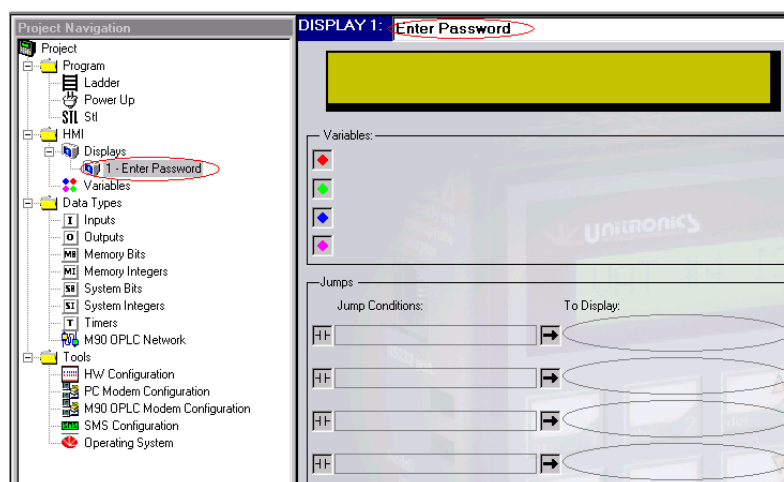 Project Navigation
Project
Program
Ladder
Power Up
STL Stl
HMI
Displays
1 - Enter Password
Variables
Data Types
I Inputs
O Outputs
MB Memory Bits
MI Memory Integers
SB System Bits
SI System Integers
T Timers
M90 OPLC Network
Tools
HW Configuration
PC Modem Configuration
M90 OPLC Modem Configuration
SMS SMS Configuration
Operating System
DISPLAY 1: Enter Password
Variables:
UNITRONICS
Jumps
Jump Conditions: To Display: